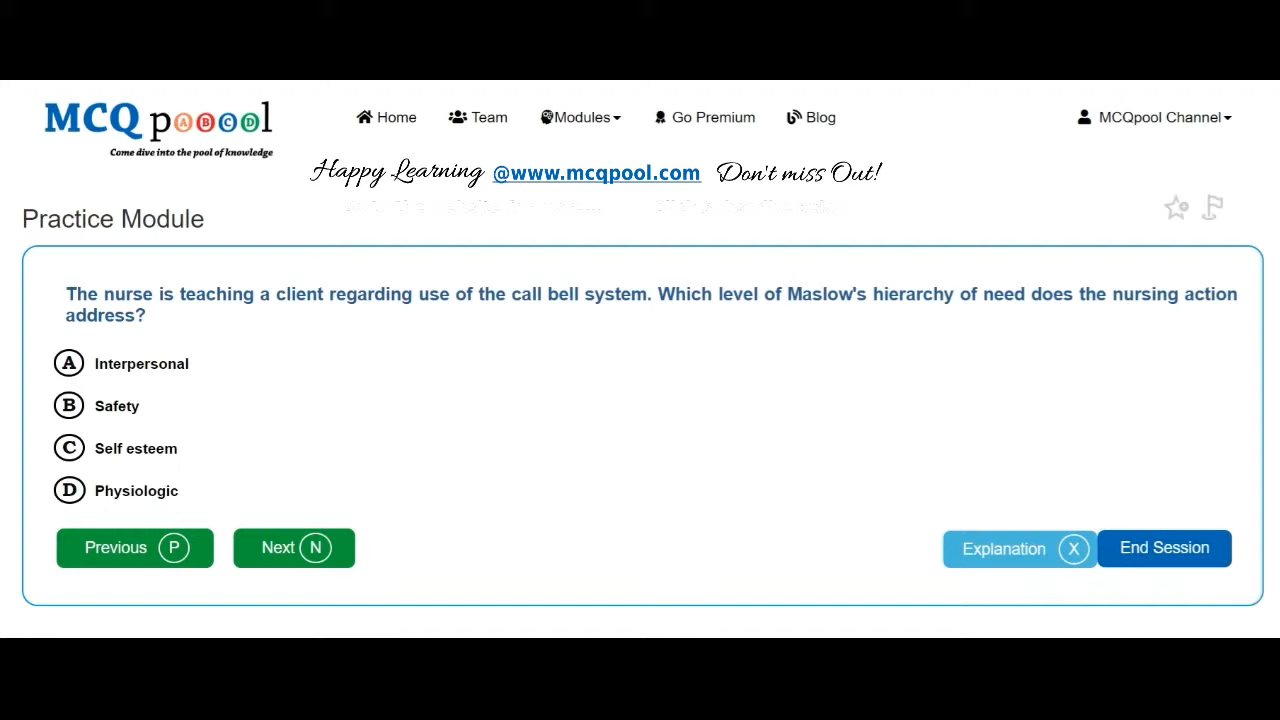 MCQ pooool
Come dive into the pool of knowledge
Home Team Modules Go Premium Blog MCQpool Channel
Happy Learning @www.mcqpool.com Don't miss Out!
Practice Module
The nurse is teaching a client regarding use of the call bell system. Which level of Maslow's hierarchy of need does the nursing action
address?
A Interpersonal
B Safety
C Self esteem
D Physiologic
Previous P Next N Explanation X End Session